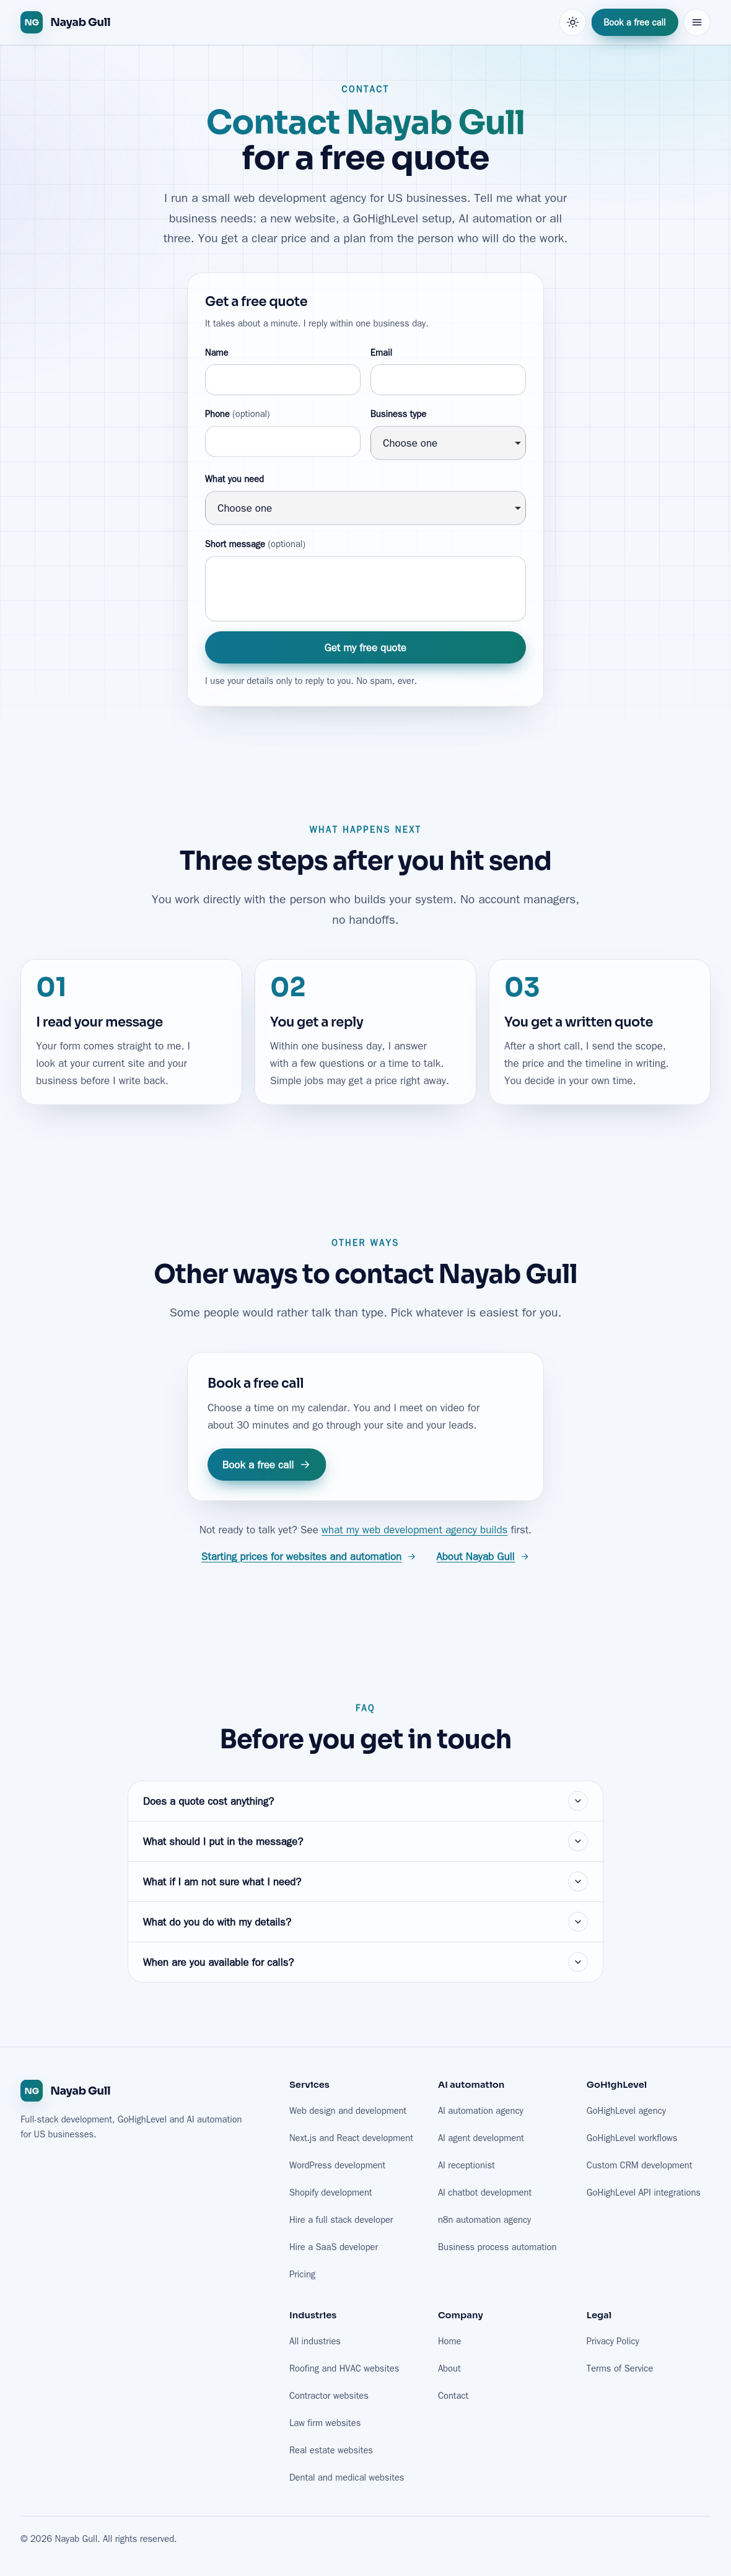 NG Nayab Gull
Book a free call
CONTACT
Contact Nayab Gull
for a free quote
I run a small web development agency for US businesses. Tell me what your
business needs: a new website, a GoHighLevel setup, AI automation or all
three. You get a clear price and a plan from the person who will do the work.
Get a free quote
It takes about a minute. I reply within one business day.
Name
Email
Phone (optional)
Business type
Choose one
What you need
Choose one
Short message (optional)
Get my free quote
I use your details only to reply to you. No spam, ever.
WHAT HAPPENS NEXT
Three steps after you hit send
You work directly with the person who builds your system. No account managers,
no handoffs.
01
I read your message
Your form comes straight to me. I
look at your current site and your
business before I write back.
02
You get a reply
Within one business day, I answer
with a few questions or a time to talk.
Simple jobs may get a price right away.
03
You get a written quote
After a short call, I send the scope,
the price and the timeline in writing.
You decide in your own time.
OTHER WAYS
Other ways to contact Nayab Gull
Some people would rather talk than type. Pick whatever is easiest for you.
Book a free call
Choose a time on my calendar. You and I meet on video for
about 30 minutes and go through your site and your leads.
Book a free call →
Not ready to talk yet? See what my web development agency builds first.
Starting prices for websites and automation → About Nayab Gull →
FAQ
Before you get in touch
Does a quote cost anything?
What should I put in the message?
What if I am not sure what I need?
What do you do with my details?
When are you available for calls?
NG Nayab Gull
Full-stack development, GoHighLevel and AI automation
for US businesses.
Services
Web design and development
Next.js and React development
WordPress development
Shopify development
Hire a full stack developer
Hire a SaaS developer
Pricing
AI automation
AI automation agency
AI agent development
AI receptionist
AI chatbot development
n8n automation agency
Business process automation
GoHighLevel
GoHighLevel agency
GoHighLevel workflows
Custom CRM development
GoHighLevel API integrations
Industries
All industries
Roofing and HVAC websites
Contractor websites
Law firm websites
Real estate websites
Dental and medical websites
Company
Home
About
Contact
Legal
Privacy Policy
Terms of Service
© 2026 Nayab Gull. All rights reserved.